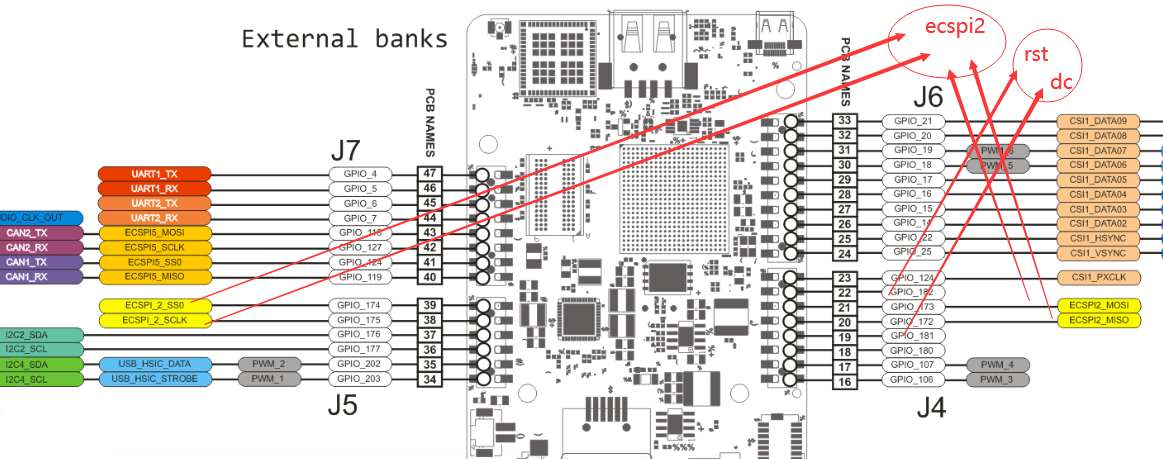 External banks
ecspi2
rst
dc
PCB NAMES
PCB NAMES
J7
UART1_TX GPIO_4 47
UART1_RX GPIO_5 46
UART2_TX GPIO_6 45
UART2_RX GPIO_7 44
DIO_CLK_OUT
CAN2_TX ECSPI5_MOSI GPIO_116 43
CAN2_RX ECSPI5_SCLK GPIO_127 42
CAN1_TX ECSPI5_SS0 GPIO_124 41
CAN1_RX ECSPI5_MISO GPIO_119 40
ECSPI_2_SS0 GPIO_174 39
ECSPI_2_SCLK GPIO_175 38
I2C2_SDA GPIO_176 37
I2C2_SCL GPIO_177 36
I2C4_SDA USB_HSIC_DATA PWM_2 GPIO_202 35
I2C4_SCL USB_HSIC_STROBE PWM_1 GPIO_203 34
J5
J6
33 GPIO_21 CSI1_DATA09
32 GPIO_20 CSI1_DATA08
31 GPIO_19 PWM_6 CSI1_DATA07
30 GPIO_18 PWM_5 CSI1_DATA06
29 GPIO_17 CSI1_DATA05
28 GPIO_16 CSI1_DATA04
27 GPIO_15 CSI1_DATA03
26 GPIO_14 CSI1_DATA02
25 GPIO_22 CSI1_HSYNC
24 GPIO_25 CSI1_VSYNC
23 GPIO_124 CSI1_PXCLK
22 GPIO_182
21 GPIO_173 ECSPI2_MOSI
20 GPIO_172 ECSPI2_MISO
19 GPIO_181
18 GPIO_180
17 GPIO_107 PWM_4
16 GPIO_106 PWM_3
J4